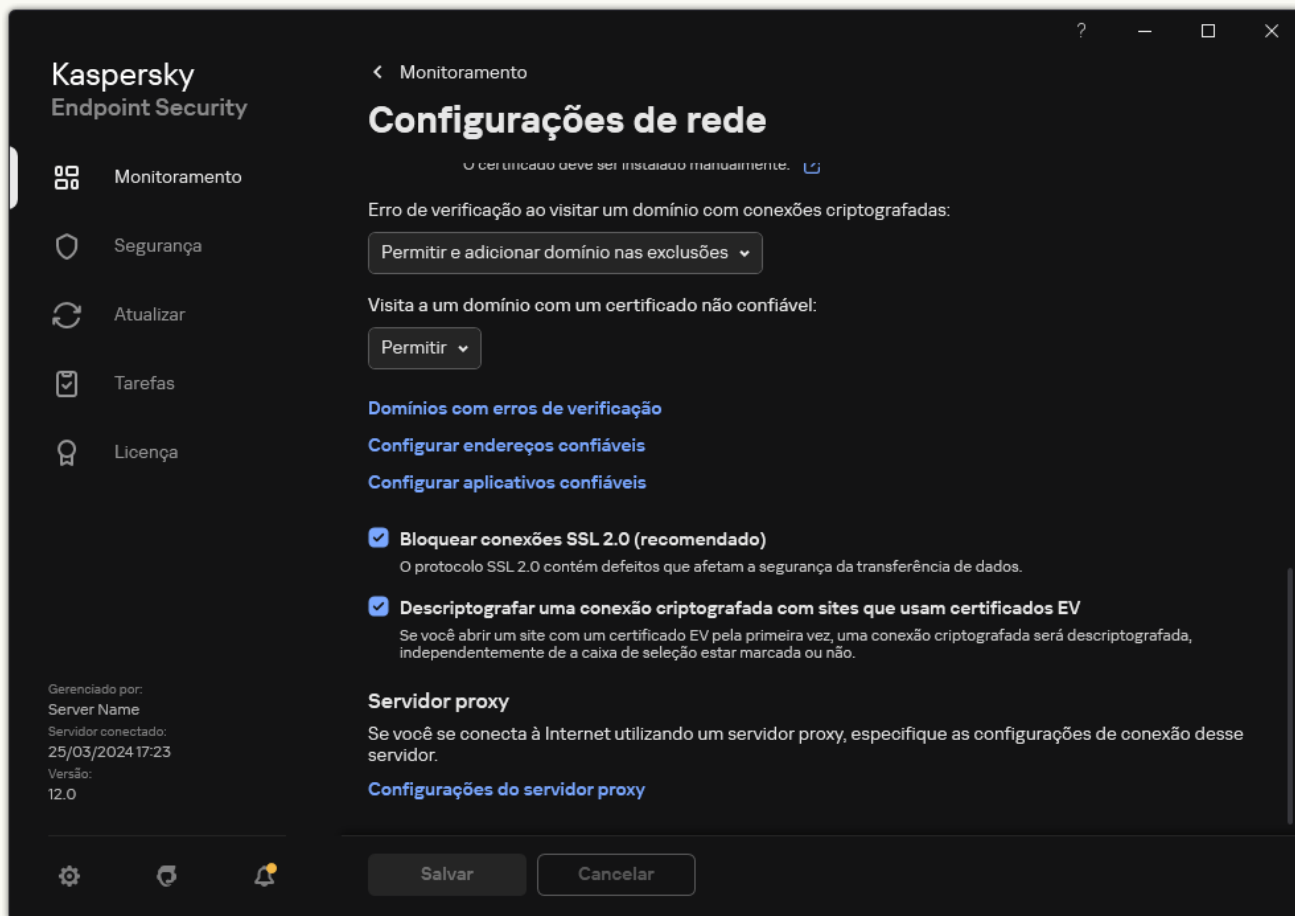 ?
Kaspersky
Endpoint Security
Monitoramento
Segurança
Atualizar
Tarefas
Licença
Gerenciado por:
Server Name
Servidor conectado:
25/03/2024 17:23
Versão:
12.0
Monitoramento
Configurações de rede
O certificado deve ser instalado manualmente.
Erro de verificação ao visitar um domínio com conexões criptografadas:
Permitir e adicionar domínio nas exclusões
Visita a um domínio com um certificado não confiável:
Permitir
Domínios com erros de verificação
Configurar endereços confiáveis
Configurar aplicativos confiáveis
Bloquear conexões SSL 2.0 (recomendado)
O protocolo SSL 2.0 contém defeitos que afetam a segurança da transferência de dados.
Descriptografar uma conexão criptografada com sites que usam certificados EV
Se você abrir um site com um certificado EV pela primeira vez, uma conexão criptografada será descriptografada,
independentemente de a caixa de seleção estar marcada ou não.
Servidor proxy
Se você se conecta à Internet utilizando um servidor proxy, especifique as configurações de conexão desse
servidor.
Configurações do servidor proxy
Salvar
Cancelar